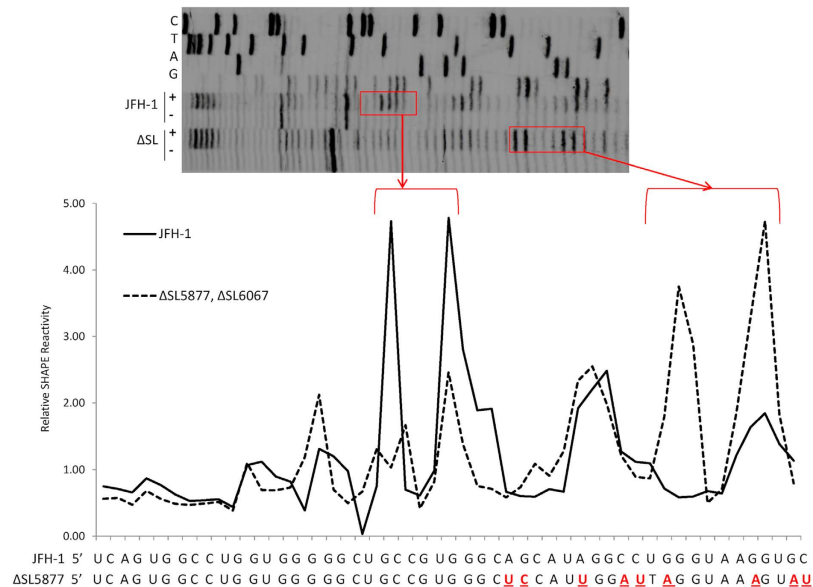 C
T
A
G
JFH-1
+
-
ΔSL
+
-
5.00
4.00
3.00
2.00
1.00
0.00
Relative SHAPE Reactivity
JFH-1
ΔSL5877, ΔSL6067
JFH-1 5’ U C A G U G G C C U G G U G G G G G G C U G C C G U G G G C A G C A U A G G C C U G G G U A A G G U G C
ΔSL5877 5’ U C A G U G G C C U G G U G G G G G G C U G C C G U G G G C U C C A U U G G A U T A G G U A A A G U A U